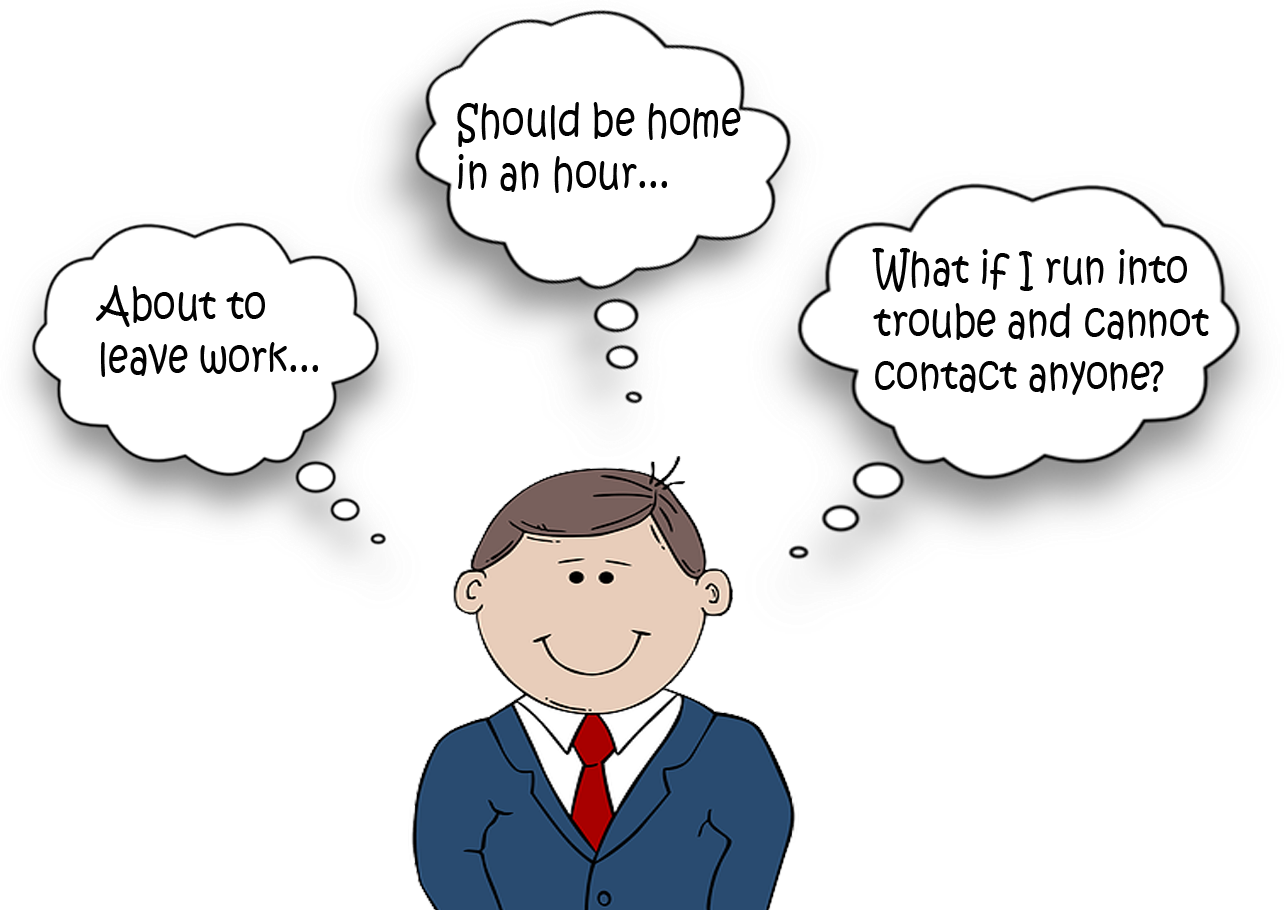 About to
leave work...
Should be home
in an hour...
What if I run into
troube and cannot
contact anyone?